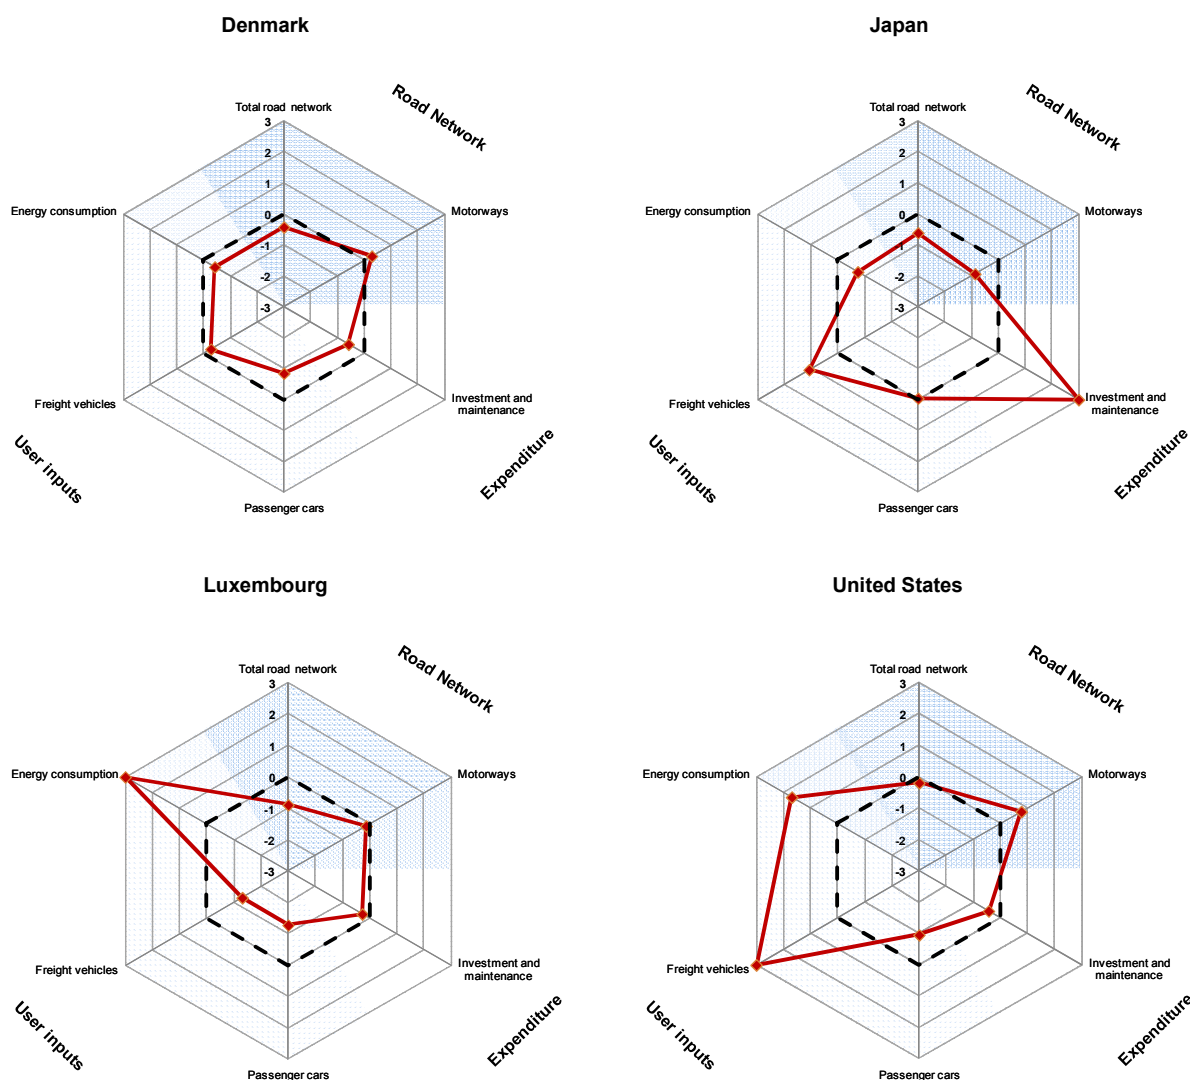 Denmark
Road Network
Total road network
3
2
1
0
-1
-2
-3
Energy consumption
Motorways
Freight vehicles
Investment and
maintenance
User inputs
Expenditure
Passenger cars
Japan
Road Network
Total road network
3
2
1
0
-1
-2
-3
Energy consumption
Motorways
Freight vehicles
Investment and
maintenance
User inputs
Expenditure
Passenger cars
Luxembourg
Road Network
Total road network
3
2
1
0
-1
-2
-3
Energy consumption
Motorways
Freight vehicles
Investment and
maintenance
User inputs
Expenditure
Passenger cars
United States
Road Network
Total road network
3
2
1
0
-1
-2
-3
Energy consumption
Motorways
Freight vehicles
Investment and
maintenance
User inputs
Expenditure
Passenger cars